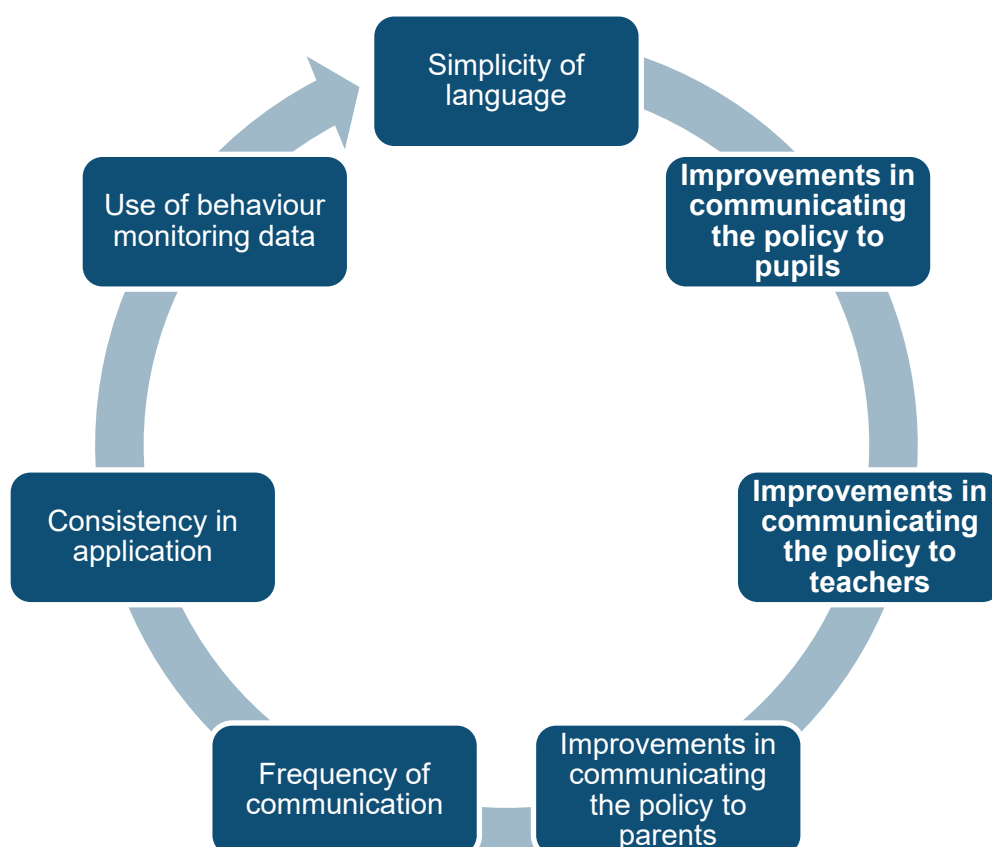 Simplicity of
language
Improvements in
communicating
the policy to
pupils
Improvements in
communicating
the policy to
teachers
Improvements in
communicating
the policy to
parents
Frequency of
communication
Consistency in
application
Use of behaviour
monitoring data